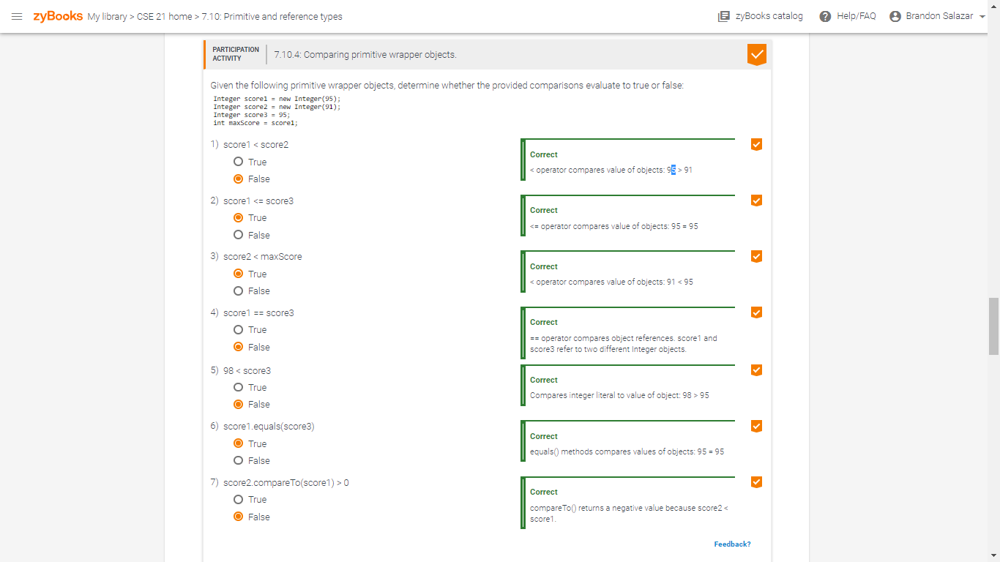 zyBooks My library > CSE 21 home > 7.10: Primitive and reference types
zyBooks catalog
Help/FAQ
Brandon Salazar
PARTICIPATION
ACTIVITY
7.10.4: Comparing primitive wrapper objects.
Given the following primitive wrapper objects, determine whether the provided comparisons evaluate to true or false:
Integer score1 = new Integer(95);
Integer score2 = new Integer(91);
Integer score3 = 95;
int maxScore = score1;
1) score1 < score2
True
False
Correct
< operator compares value of objects: 95 > 91
2) score1 <= score3
True
False
Correct
<= operator compares value of objects: 95 = 95
3) score2 < maxScore
True
False
Correct
< operator compares value of objects: 91 < 95
4) score1 == score3
True
False
Correct
== operator compares object references. score1 and
score3 refer to two different Integer objects.
5) 98 < score3
True
False
Correct
Compares integer literal to value of object: 98 > 95
6) score1.equals(score3)
True
False
Correct
equals() methods compares values of objects: 95 = 95
7) score2.compareTo(score1) > 0
True
False
Correct
compareTo() returns a negative value because score2 <
score1.
Feedback?